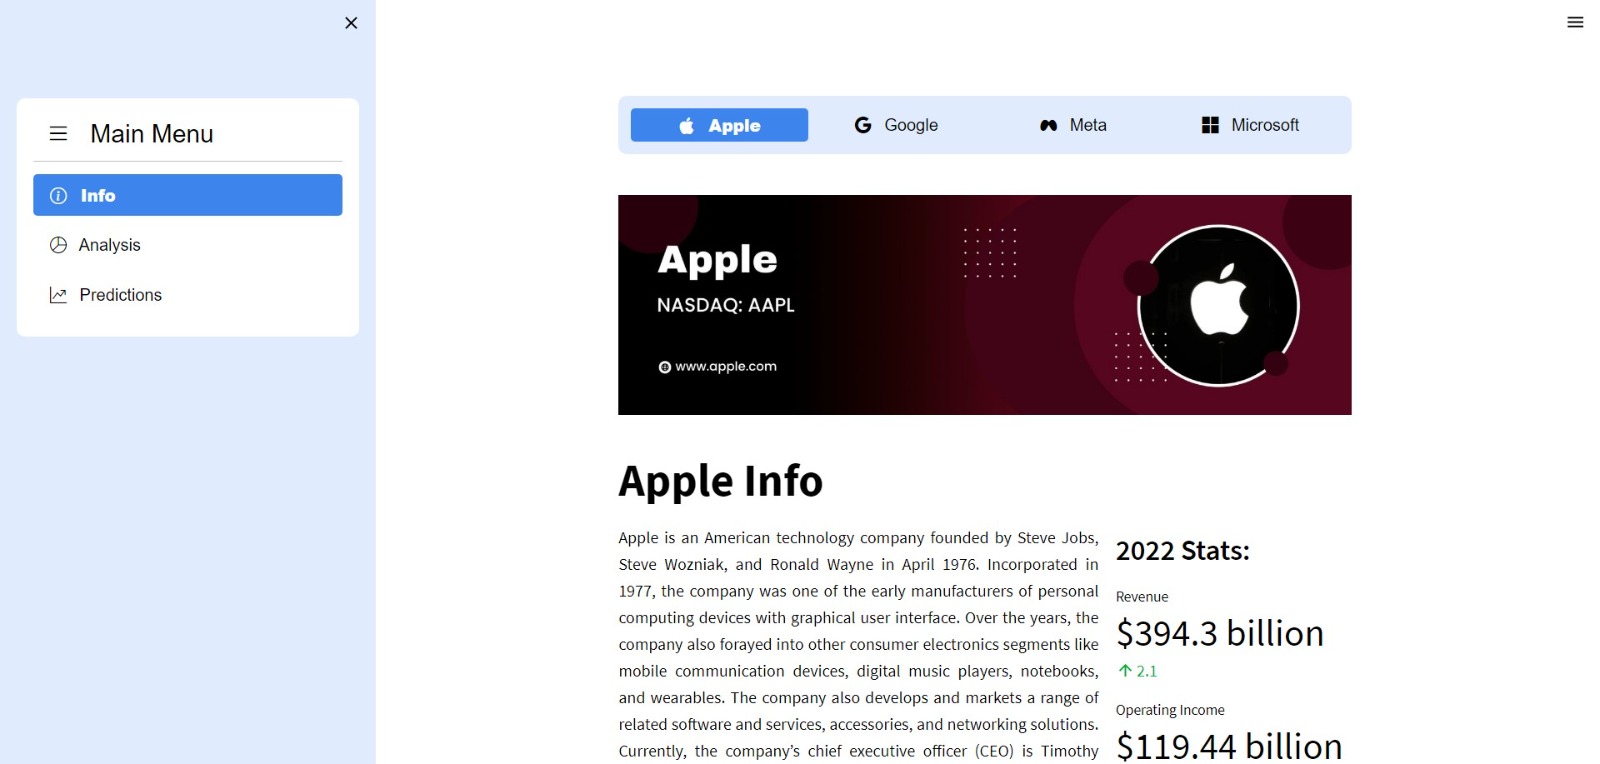 Main Menu
Info
Analysis
Predictions
Apple
Google
Meta
Microsoft
Apple
NASDAQ: AAPL
www.apple.com
Apple Info
Apple is an American technology company founded by Steve Jobs,
Steve Wozniak, and Ronald Wayne in April 1976. Incorporated in
1977, the company was one of the early manufacturers of personal
computing devices with graphical user interface. Over the years, the
company also forayed into other consumer electronics segments like
mobile communication devices, digital music players, notebooks,
and wearables. The company also develops and markets a range of
related software and services, accessories, and networking solutions.
Currently, the company’s chief executive officer (CEO) is Timothy
2022 Stats:
Revenue
$394.3 billion
↑ 2.1
Operating Income
$119.44 billion